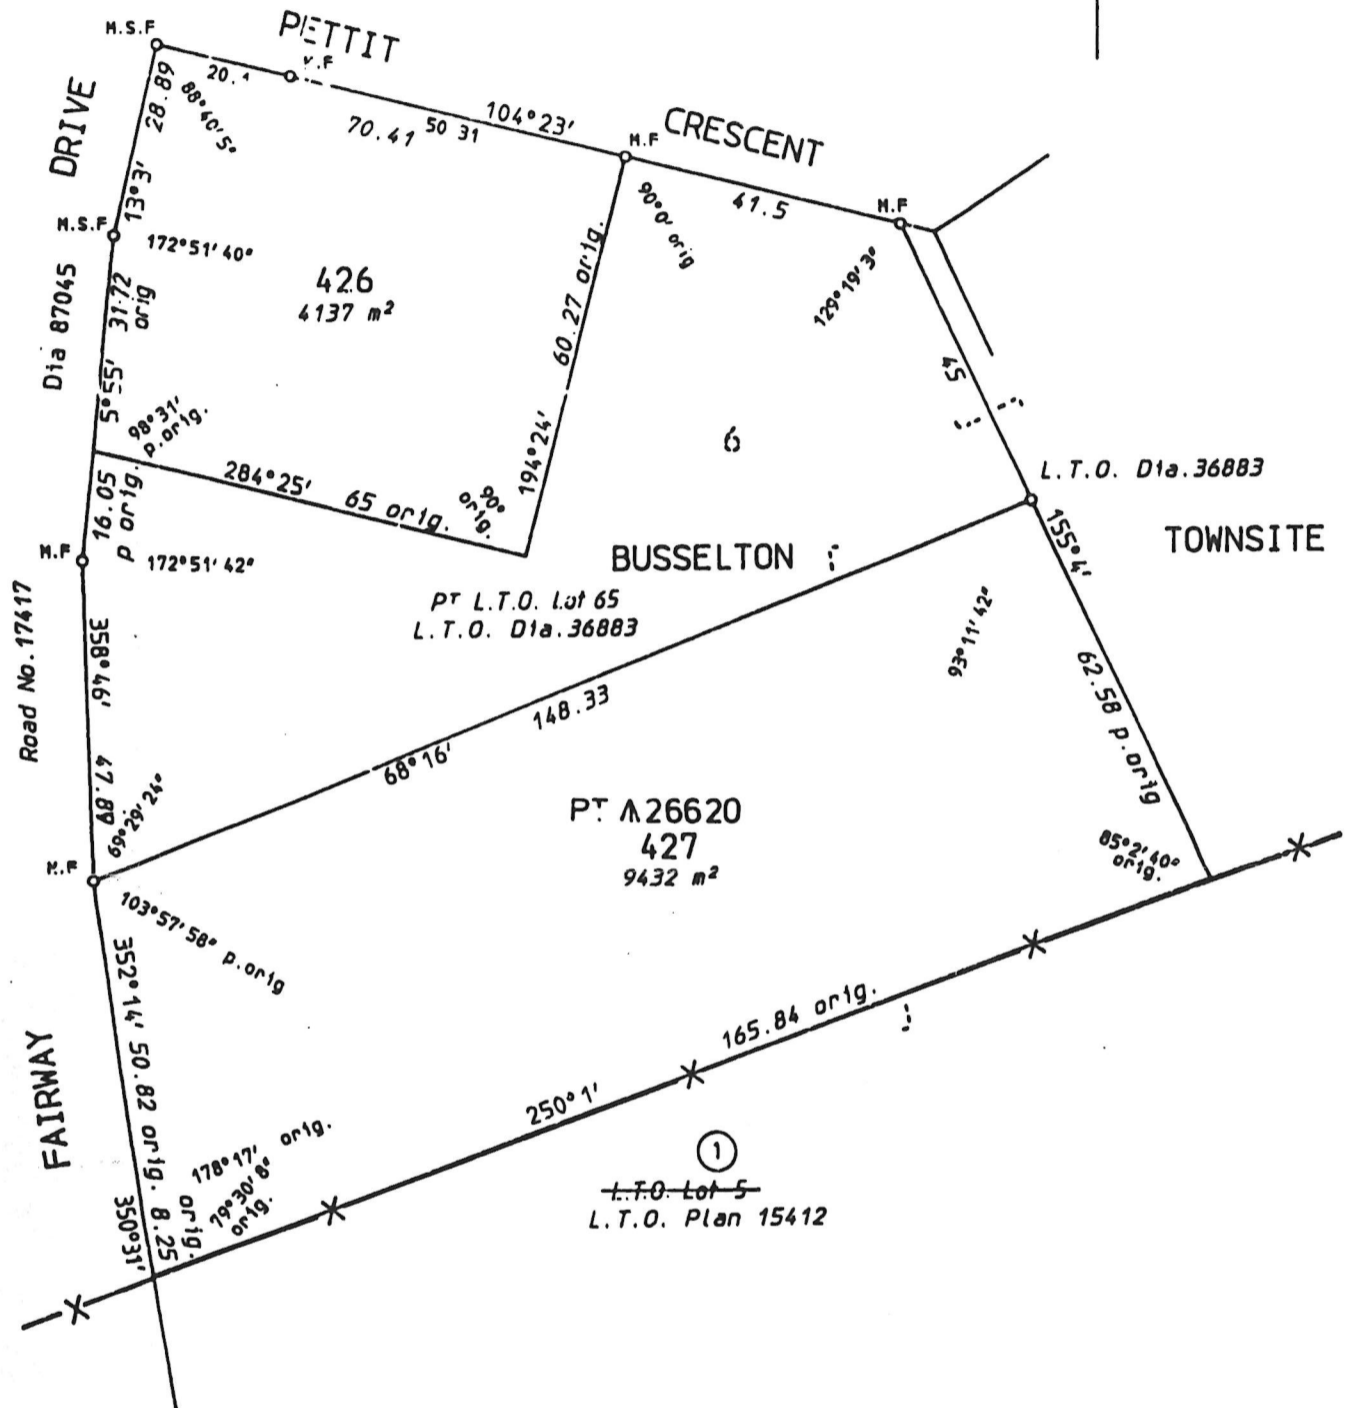 M.S.F
PETTIT
.F
20.4
DRIVE
28.89
88°40'5"
70.41
50 31
104°23'
M.F
CRESCENT
13°3'
M.S.F
172°51'40"
90°0' orig
41.5
M.F
129°19'3"
Dia 87045
31.72
orig
426
4137 m²
60.27 orig.
5°55'
98°31'
p.orig.
45
6
194°24'
284°25'
65 orig.
90°
orig.
L.T.O. Dia.36883
16.05
p orig.
M.F
172°51'42"
BUSSELTON
155°4'
TOWNSITE
PT L.T.O. Lot 65
L.T.O. Dia.36883
Road No.17417
358°46'
93°11'42"
62.58 p.orig
148.33
68°16'
47.89
69°29'24"
PT 26620
427
9432 m²
85°2'40"
orig.
M.F
103°57'58" p.orig
352°14'
50.82 orig.
165.84 orig.
250°1'
FAIRWAY
178°17' orig.
79°30'8"
orig.
8.25
orig.
350°31'
1
L.T.O. Lot 5
L.T.O. Plan 15412